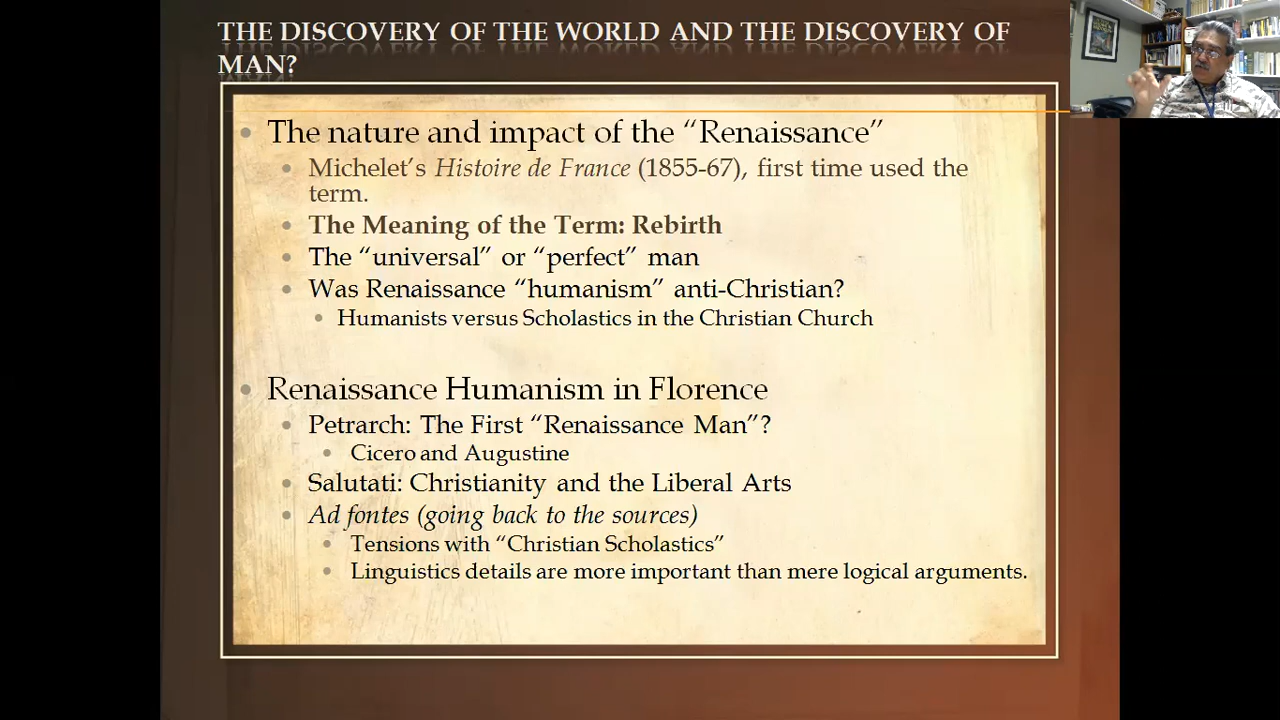 THE DISCOVERY OF THE WORLD AND THE DISCOVERY OF
MAN?
• The nature and impact of the “Renaissance”
• Michelet’s Histoire de France (1855-67), first time used the
term.
• The Meaning of the Term: Rebirth
• The “universal” or “perfect” man
• Was Renaissance “humanism” anti-Christian?
• Humanists versus Scholastics in the Christian Church
• Renaissance Humanism in Florence
• Petrarch: The First “Renaissance Man”?
• Cicero and Augustine
• Salutati: Christianity and the Liberal Arts
• Ad fontes (going back to the sources)
• Tensions with “Christian Scholastics”
• Linguistics details are more important than mere logical arguments.